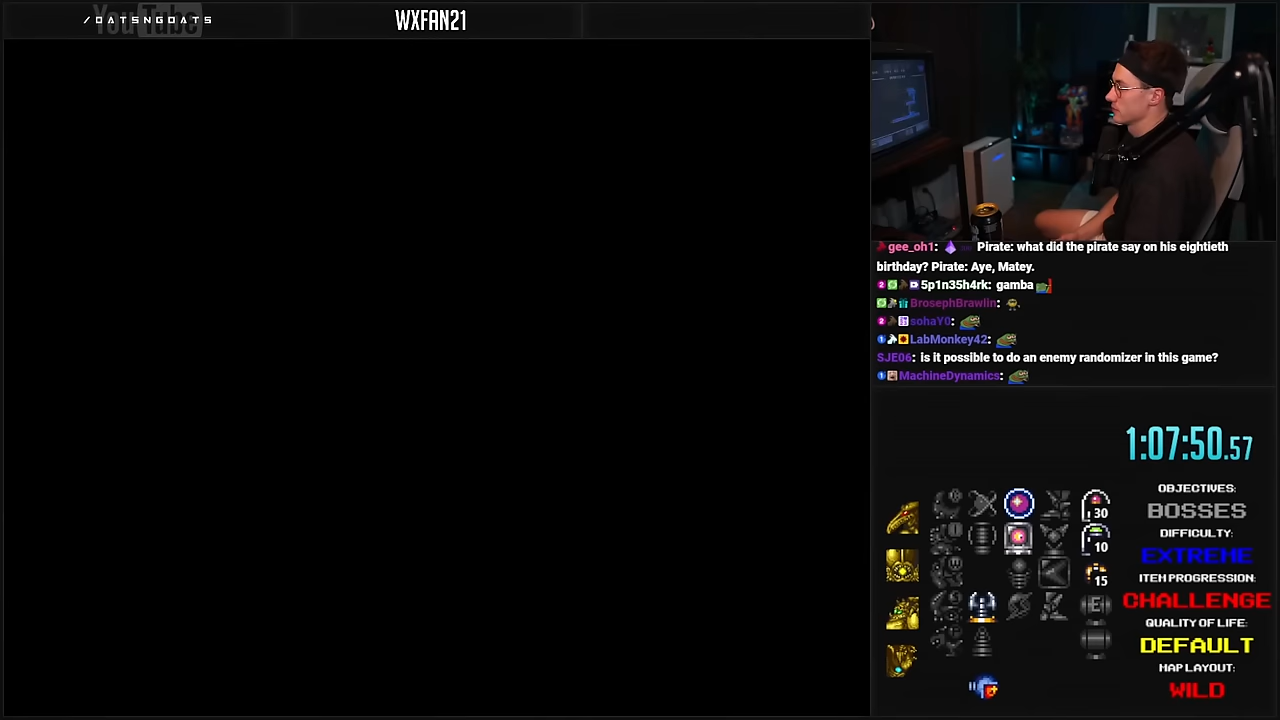 YouTube
/OATSNGOATS
WXFAN21
gee_oh1: Pirate: what did the pirate say on his eightieth
birthday? Pirate: Aye, Matey.
5p1n35h4rk: gamba
BrosephBrawlin:
sohaY0:
LabMonkey42:
SJE06: is it possible to do an enemy randomizer in this game?
MachineDynamics:
1:07:50.57
30
10
15
E
OBJECTIVES:
BOSSES
DIFFICULTY:
EXTREME
ITEM PROGRESSION:
CHALLENGE
QUALITY OF LIFE:
DEFAULT
MAP LAYOUT:
WILD